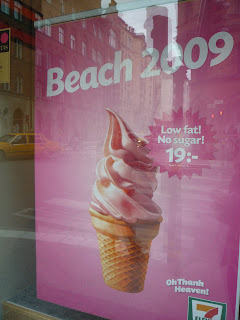 Beach 2009
Low fat!
No sugar!
19:-
Oh Thank
Heaven!